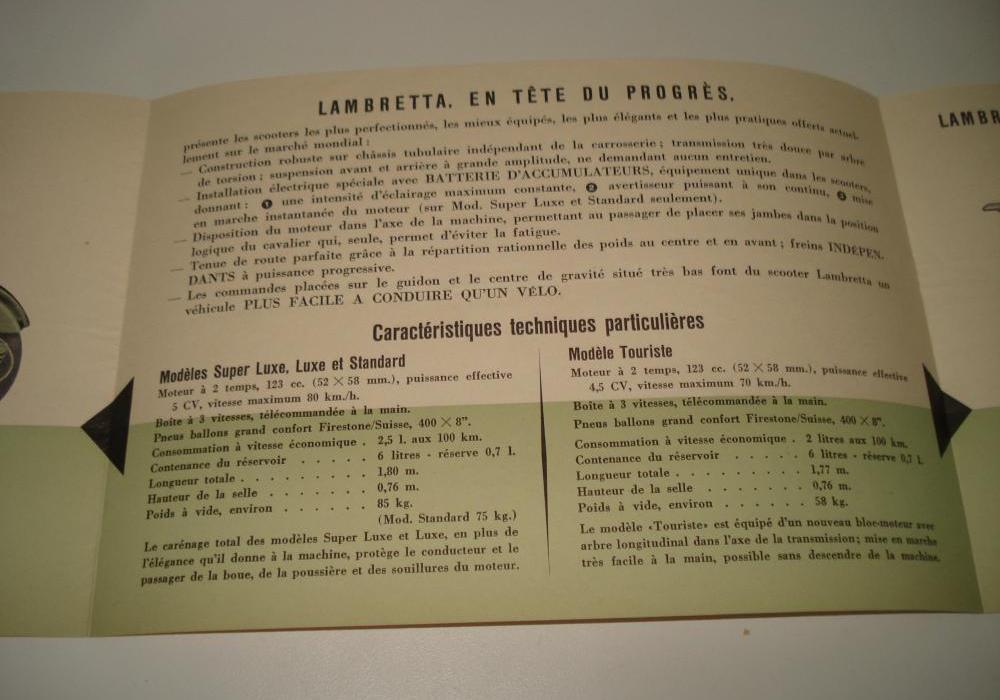 LAMBRETTA, EN TÊTE DU PROGRÈS,
présente les scooters les plus perfectionnés, les mieux équipés, les plus élégants et les plus pratiques offerts actuel-
lement sur le marché mondial :
— Construction robuste sur châssis tubulaire indépendant de la carrosserie ; transmission très douce par arbre
de torsion ; suspension avant et arrière à grande amplitude, ne demandant aucun entretien.
— Installation électrique spéciale avec BATTERIE D'ACCUMULATEURS, équipement unique dans les scooters,
donnant : ❶ une intensité d'éclairage maximum constante, ❷ avertisseur puissant à son continu, ❸ mise
en marche instantanée du moteur (sur Mod. Super Luxe et Standard seulement).
— Disposition du moteur dans l'axe de la machine, permettant au passager de placer ses jambes dans la position
logique du cavalier qui, seule, permet d'éviter la fatigue.
— Tenue de route parfaite grâce à la répartition rationnelle des poids au centre et en avant ; freins INDÉPEN-
DANTS à puissance progressive.
— Les commandes placées sur le guidon et le centre de gravité situé très bas font du scooter Lambretta un
véhicule PLUS FACILE A CONDUIRE QU'UN VÉLO.
Caractéristiques techniques particulières
Modèles Super Luxe, Luxe et Standard
Moteur à 2 temps, 123 cc. (52 × 58 mm.), puissance effective
5 CV, vitesse maximum 80 km./h.
Boîte à 3 vitesses, télécommandée à la main.
Pneus ballons grand confort Firestone/Suisse, 400 × 8".
Consommation à vitesse économique . 2,5 l. aux 100 km.
Contenance du réservoir . . . . . 6 litres - réserve 0,7 l.
Longueur totale . . . . . . . . . 1,80 m.
Hauteur de la selle . . . . . . . 0,76 m.
Poids à vide, environ . . . . . . 85 kg.
(Mod. Standard 75 kg.)
Le carénage total des modèles Super Luxe et Luxe, en plus de
l'élégance qu'il donne à la machine, protège le conducteur et le
passager de la boue, de la poussière et des souillures du moteur.
Modèle Touriste
Moteur à 2 temps, 123 cc. (52 × 58 mm.), puissance effective
4,5 CV, vitesse maximum 70 km./h.
Boîte à 3 vitesses, télécommandée à la main.
Pneus ballons grand confort Firestone/Suisse, 400 × 8".
Consommation à vitesse économique . 2 litres aux 100 km.
Contenance du réservoir . . . . . 6 litres - réserve 0,7 l.
Longueur totale . . . . . . . . . 1,77 m.
Hauteur de la selle . . . . . . . 0,76 m.
Poids à vide, environ . . . . . . 58 kg.
Le modèle «Touriste» est équipé d'un nouveau bloc-moteur avec
arbre longitudinal dans l'axe de la transmission; mise en marche
très facile à la main, possible sans descendre de la machine.
LAMBR